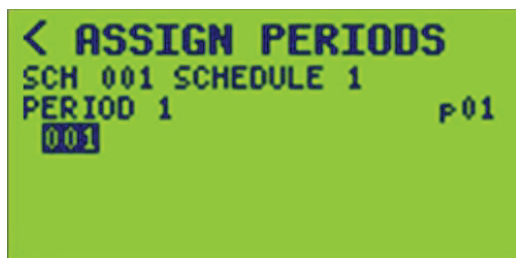 < ASSIGN PERIODS
SCH 001 SCHEDULE 1
PERIOD 1 p01
001